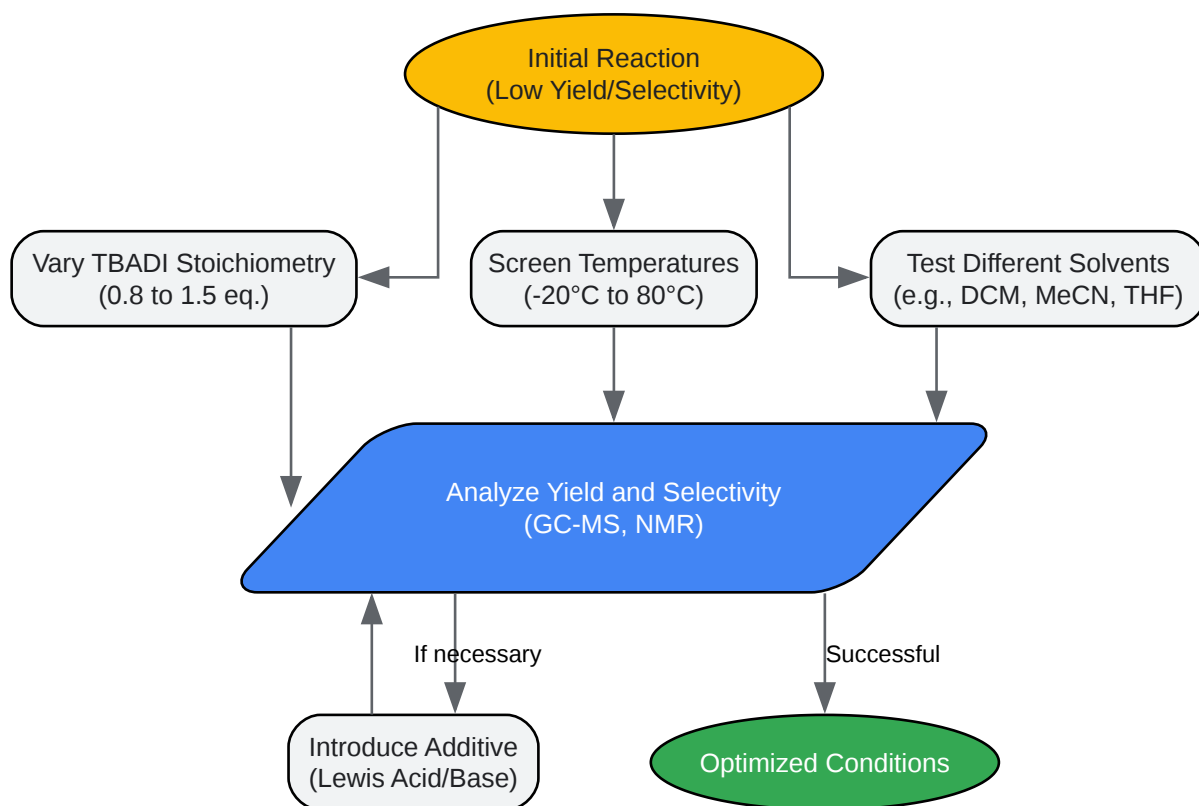 Initial Reaction
(Low Yield/Selectivity)
Vary TBADI Stoichiometry
(0.8 to 1.5 eq.)
Screen Temperatures
(-20°C to 80°C)
Test Different Solvents
(e.g., DCM, MeCN, THF)
Analyze Yield and Selectivity
(GC-MS, NMR)
If necessary
Successful
Introduce Additive
(Lewis Acid/Base)
Optimized Conditions